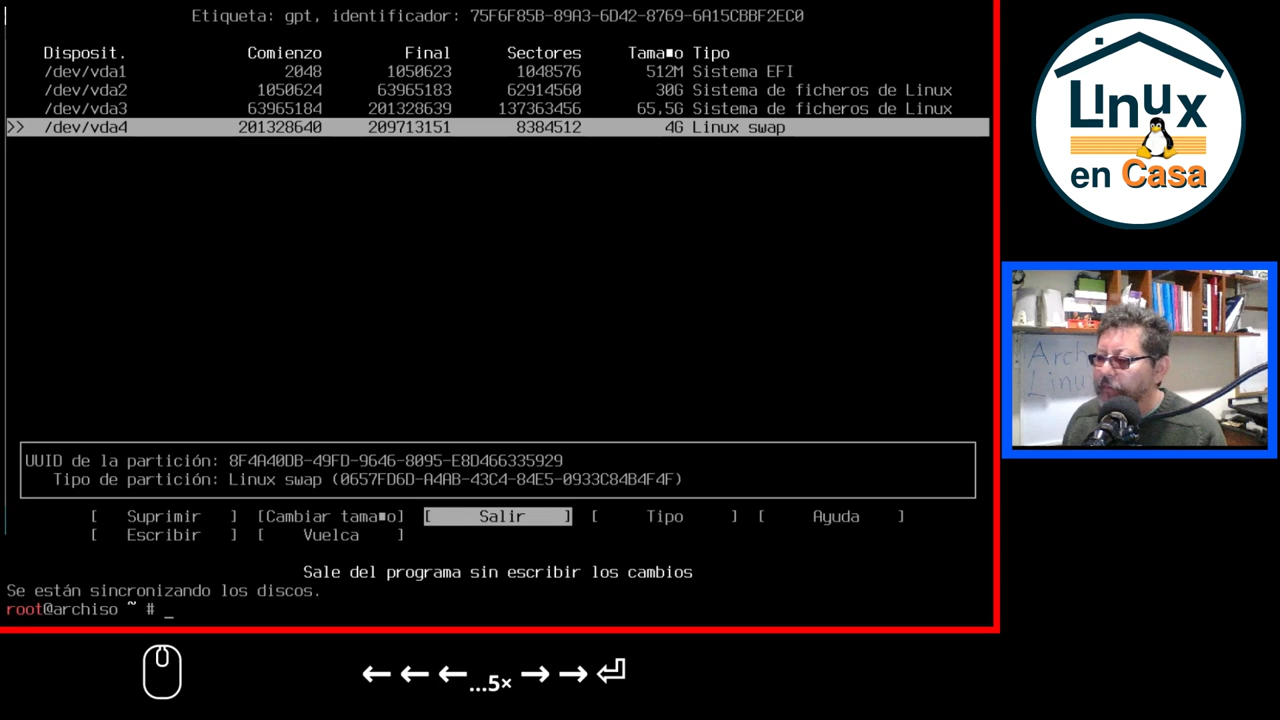 Etiqueta: gpt, identificador: 75F6F85B-89A3-6D42-8769-6A15CBBF2EC0
Disposit. Comienzo Final Sectores Tama■o Tipo
/dev/vda1 2048 1050623 1048576 512M Sistema EFI
/dev/vda2 1050624 63965183 62914560 30G Sistema de ficheros de Linux
/dev/vda3 63965184 201328639 137363456 65,5G Sistema de ficheros de Linux
>> /dev/vda4 201328640 209713151 8384512 4G Linux swap
UUID de la partición: 8F4A40DB-49FD-9646-8095-E8D466335929
Tipo de partición: Linux swap (0657FD6D-A4AB-43C4-84E5-0933C84B4F4F)
[ Suprimir ] [Cambiar tama■o] [ Salir ] [ Tipo ] [ Ayuda ]
[ Escribir ] [ Vuelca ]
Sale del programa sin escribir los cambios
Se están sincronizando los discos.
root@archiso ~ # _
← ← ← ...5× → → ⏎
Linux
en Casa
Arch
Linu